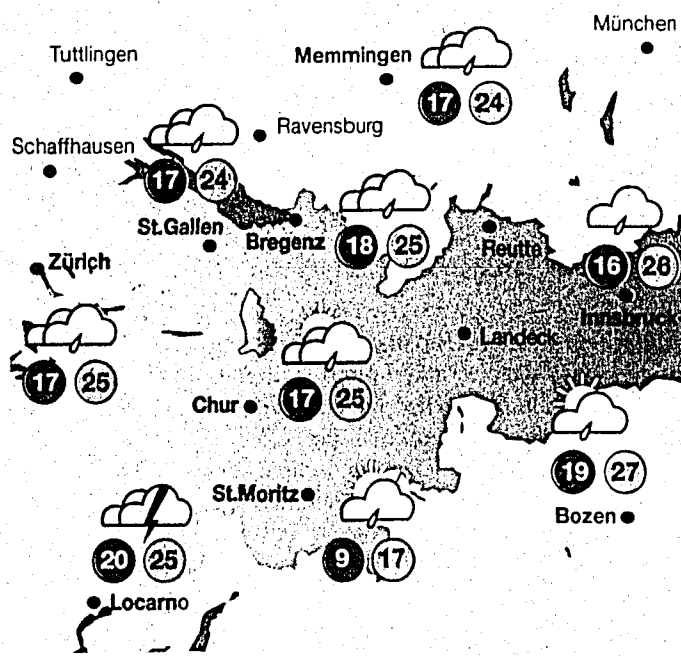 München
Tuttlingen
Memmingen
17 24
Ravensburg
Schaffhausen
17 24
St.Gallen
Bregenz
18 25
Reutte
Zürich
16 26
Innsbruck
Landeck
17 25
17 25
Chur
19 27
St.Moritz
Bozen
20 25
9 17
Locarno